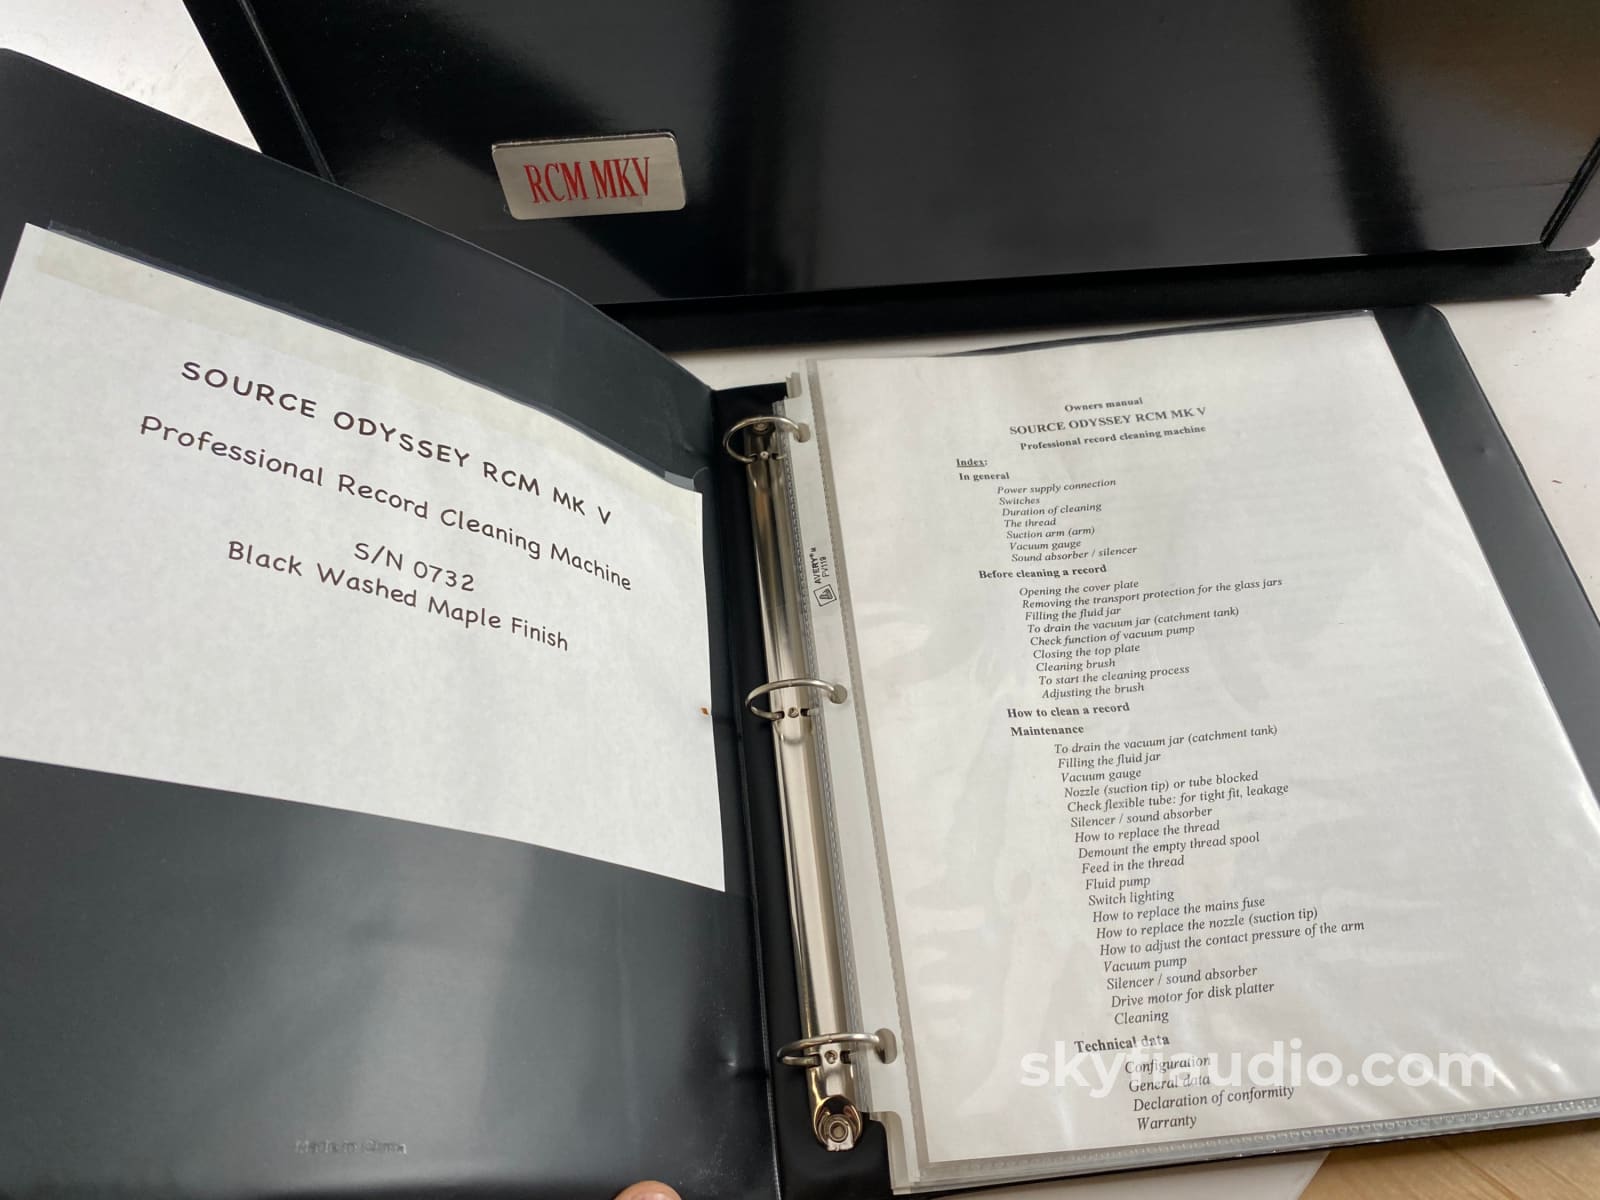 RCM MKV
SOURCE ODYSSEY RCM MK V
Professional Record Cleaning Machine
S/N 0732
Black Washed Maple Finish
Made in China
AVERY®
PV119
Owners manual
SOURCE ODYSSEY RCM MK V
Professional record cleaning machine
Index:
In general
Power supply connection
Switches
Duration of cleaning
The thread
Suction arm (arm)
Vacuum gauge
Sound absorber / silencer
Before cleaning a record
Opening the cover plate
Removing the transport protection for the glass jars
Filling the fluid jar
To drain the vacuum jar (catchment tank)
Check function of vacuum pump
Closing the top plate
Cleaning brush
To start the cleaning process
Adjusting the brush
How to clean a record
Maintenance
To drain the vacuum jar (catchment tank)
Filling the fluid jar
Vacuum gauge
Nozzle (suction tip) or tube blocked
Check flexible tube: for tight fit, leakage
Silencer / sound absorber
How to replace the thread
Demount the empty thread spool
Feed in the thread
Fluid pump
Switch lighting
How to replace the mains fuse
How to replace the nozzle (suction tip)
How to adjust the contact pressure of the arm
Vacuum pump
Silencer / sound absorber
Drive motor for disk platter
Cleaning
Technical data
Configuration
General data
Declaration of conformity
Warranty
skyfiaudio.com